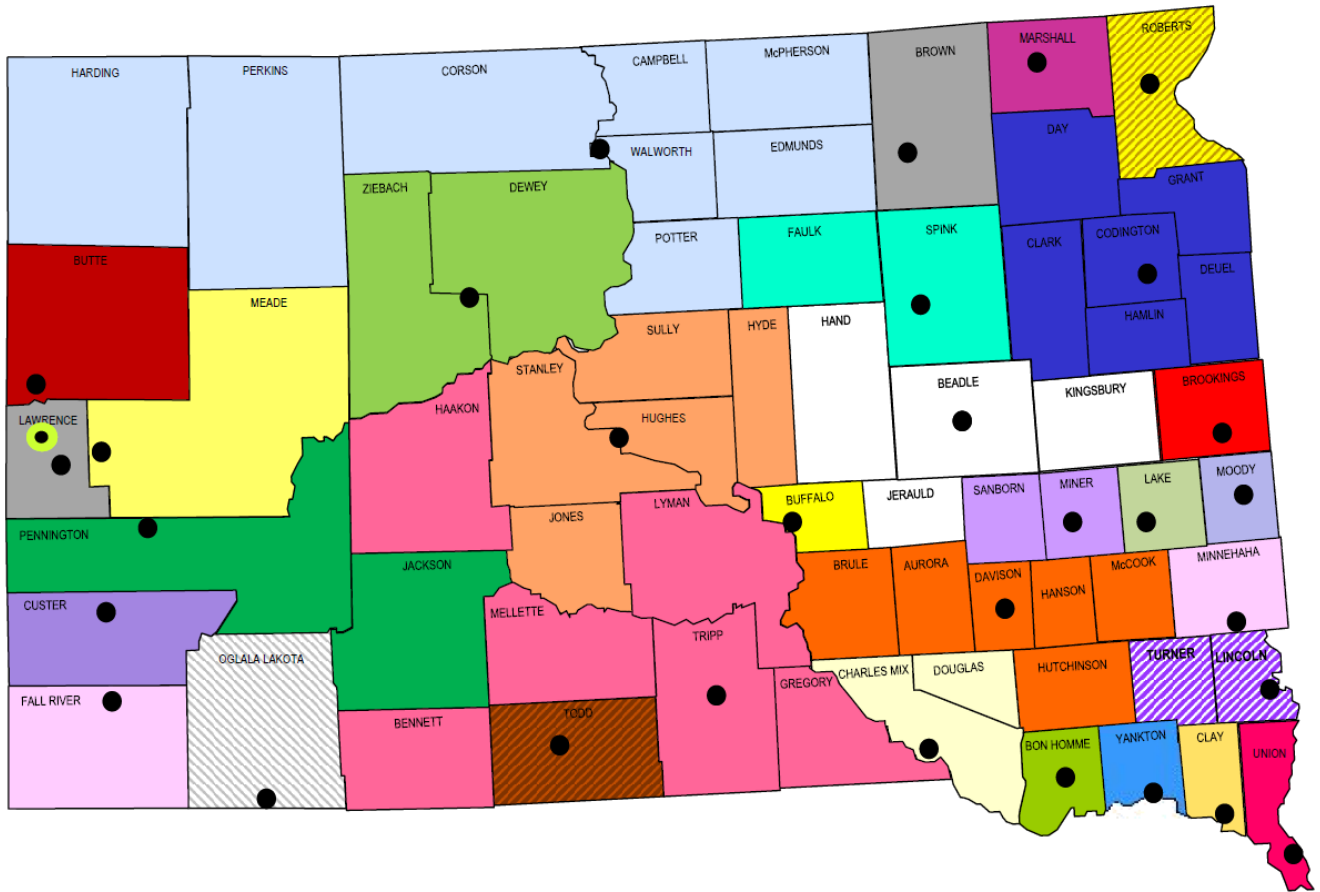 HARDING
PERKINS
CORSON
CAMPBELL
McPHERSON
BROWN
MARSHALL
ROBERTS
WALWORTH
EDMUNDS
DAY
GRANT
ZIEBACH
DEWEY
POTTER
FAULK
SPINK
CLARK
CODINGTON
DEUEL
BUTTE
MEADE
SULLY
HYDE
HAND
HAMLIN
STANLEY
BEADLE
KINGSBURY
BROOKINGS
LAWRENCE
HAAKON
HUGHES
PENNINGTON
JONES
LYMAN
BUFFALO
JERAULD
SANBORN
MINER
LAKE
MOODY
JACKSON
BRULE
AURORA
DAVISON
HANSON
McCOOK
MINNEHAHA
CUSTER
MELLETTE
OGLALA LAKOTA
TRIPP
GREGORY
CHARLES MIX
DOUGLAS
HUTCHINSON
TURNER
LINCOLN
FALL RIVER
BENNETT
TODD
BON HOMME
YANKTON
CLAY
UNION